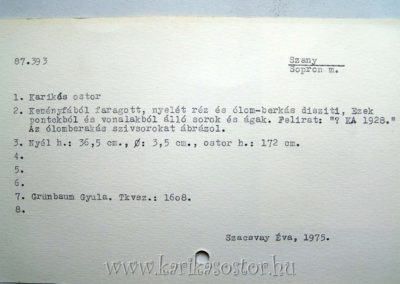 87.393
Szany
Sopron m.
1. Karikás ostor
2. Keményfából faragott, nyelét réz és ólom-berkás disziti, Ezek
pontokból és vonalakból álló sorok és ágak. Felirat: "? KA 1928."
Az ólomberakás szivsorokat ábrázol.
3. Nyél h.: 36,5 cm., Ø: 3,5 cm., ostor h.: 172 cm.
4.
5.
6.
7. Grünbaum Gyula. Tkvsz.: 1608.
8.
Szacsvay Éva, 1975.
www.karikasostor.hu